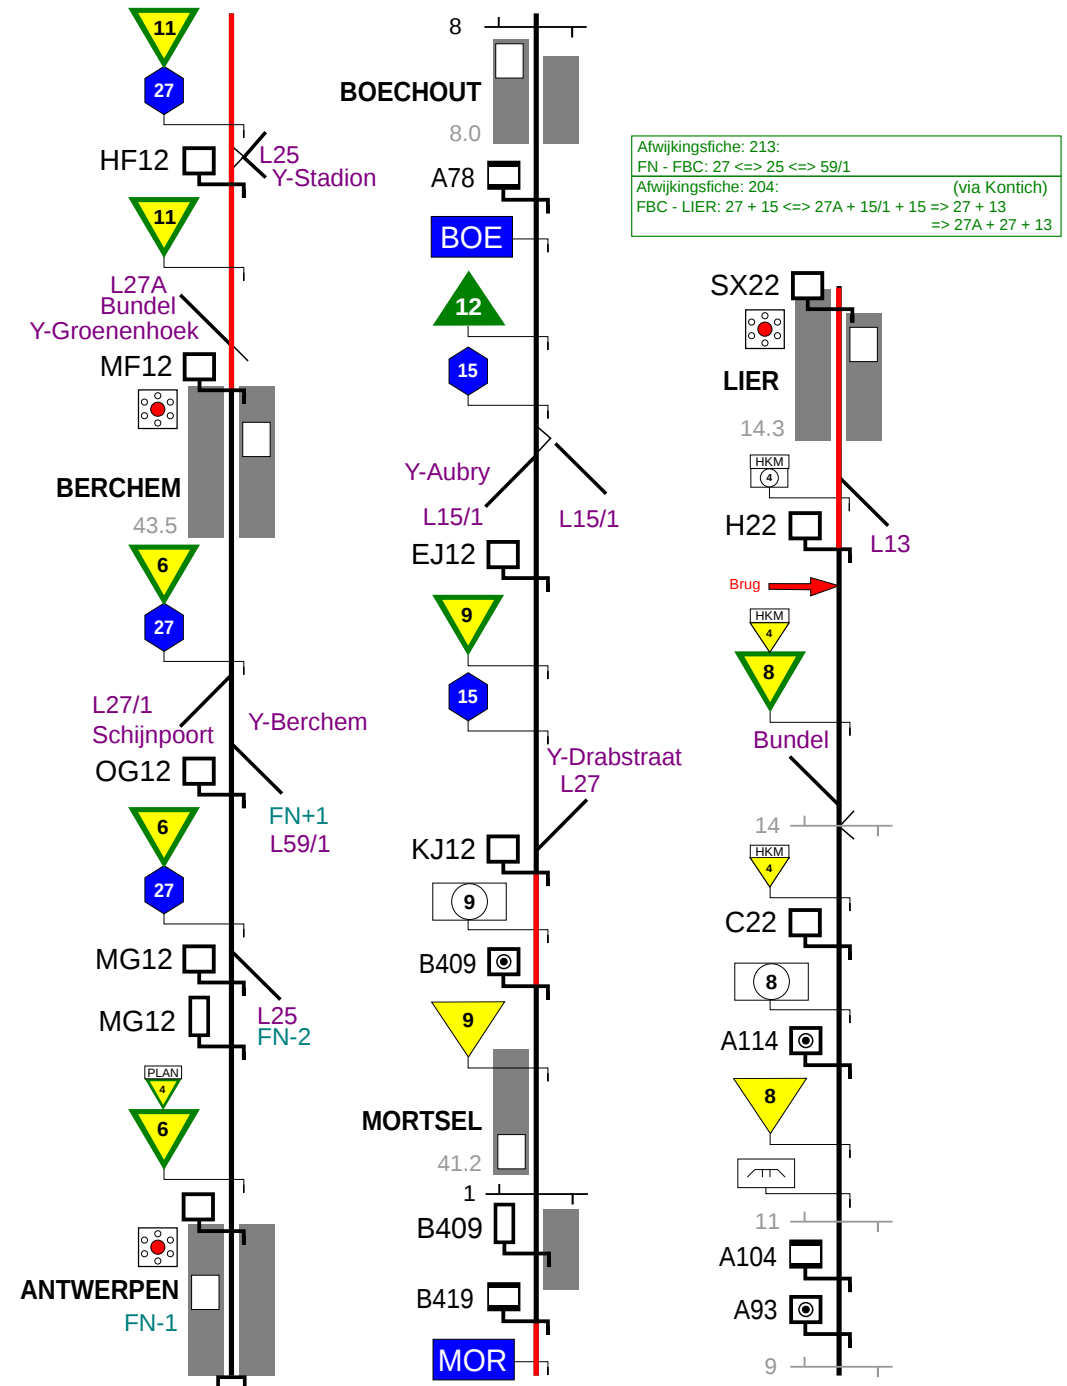 11
27
HF12
L25
Y-Stadion
11
L27A
Bundel
Y-Groenenhoek
MF12
BERCHEM
43.5
6
27
L27/1
Schijnpoort
Y-Berchem
OG12
FN+1
L59/1
6
27
MG12
L25
FN-2
MG12
PLAN
4
6
ANTWERPEN
FN-1
8
BOECHOUT
8.0
A78
BOE
12
15
Y-Aubry
L15/1
L15/1
EJ12
9
15
Y-Drabstraat
L27
KJ12
9
B409
9
MORTSEL
41.2
1
B409
B419
MOR
Afwijkingsfiche: 213:
FN - FBC: 27 <=> 25 <=> 59/1
Afwijkingsfiche: 204: (via Kontich)
FBC - LIER: 27 + 15 <=> 27A + 15/1 + 15 => 27 + 13
=> 27A + 27 + 13
SX22
LIER
14.3
HKM
4
H22
L13
Brug
HKM
4
8
Bundel
14
HKM
4
C22
8
A114
8
11
A104
A93
9